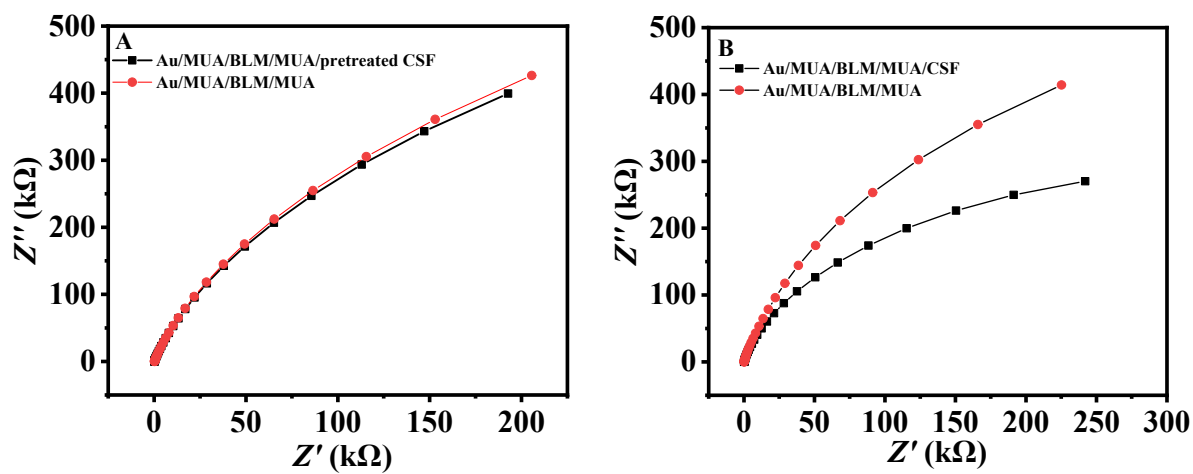 A
Au/MUA/BLM/MUA/pretreated CSF
Au/MUA/BLM/MUA
500
400
300
200
100
0
Z'' (kΩ)
0 50 100 150 200
Z' (kΩ)
B
Au/MUA/BLM/MUA/CSF
Au/MUA/BLM/MUA
500
400
300
200
100
0
Z'' (kΩ)
0 50 100 150 200 250 300
Z' (kΩ)